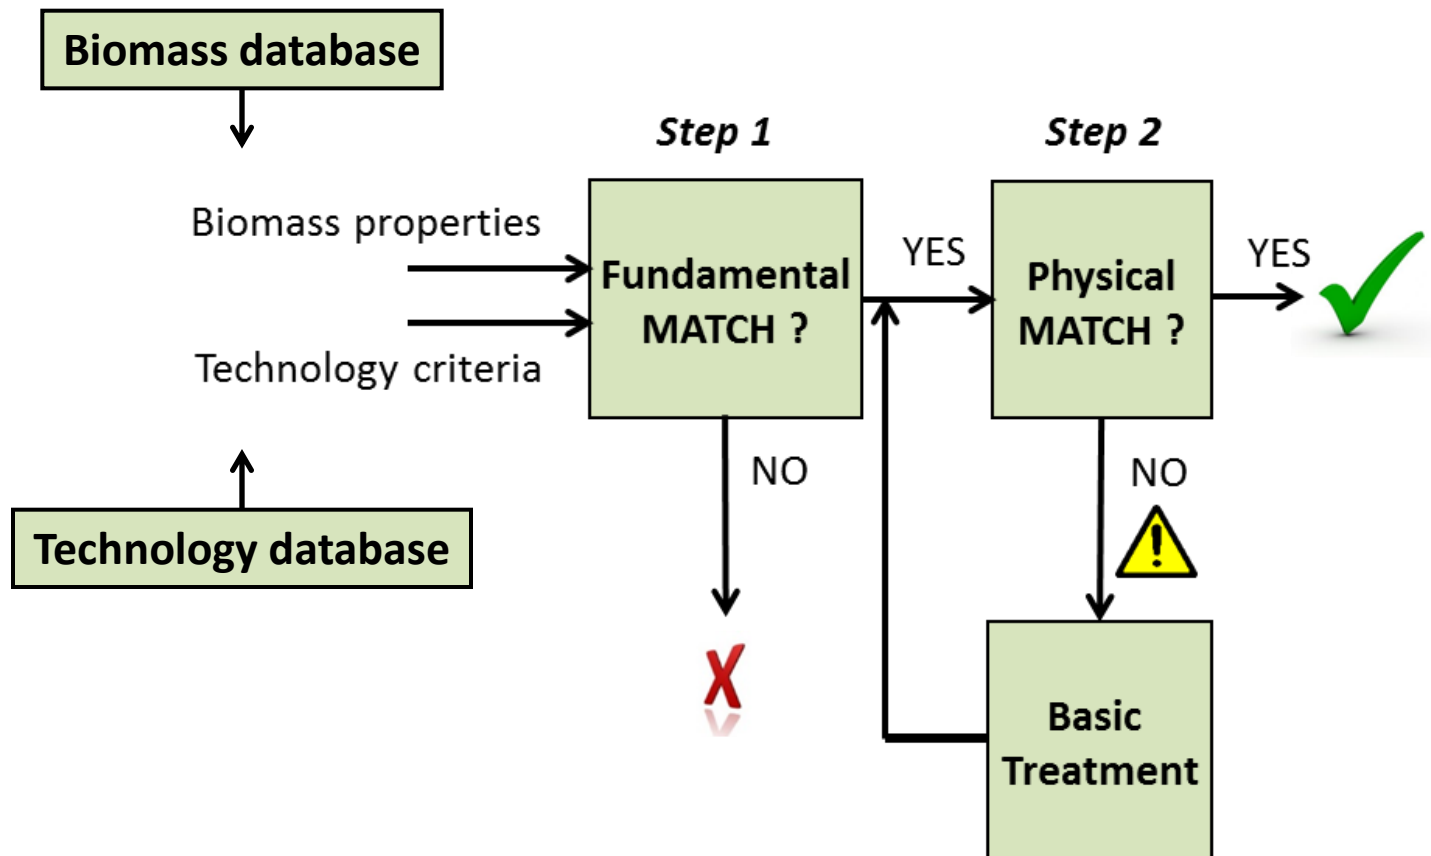 Biomass database
Step 1
Step 2
Biomass properties
Technology criteria
Fundamental
MATCH ?
YES
Physical
MATCH ?
YES
NO
NO
!
Technology database
Basic
Treatment